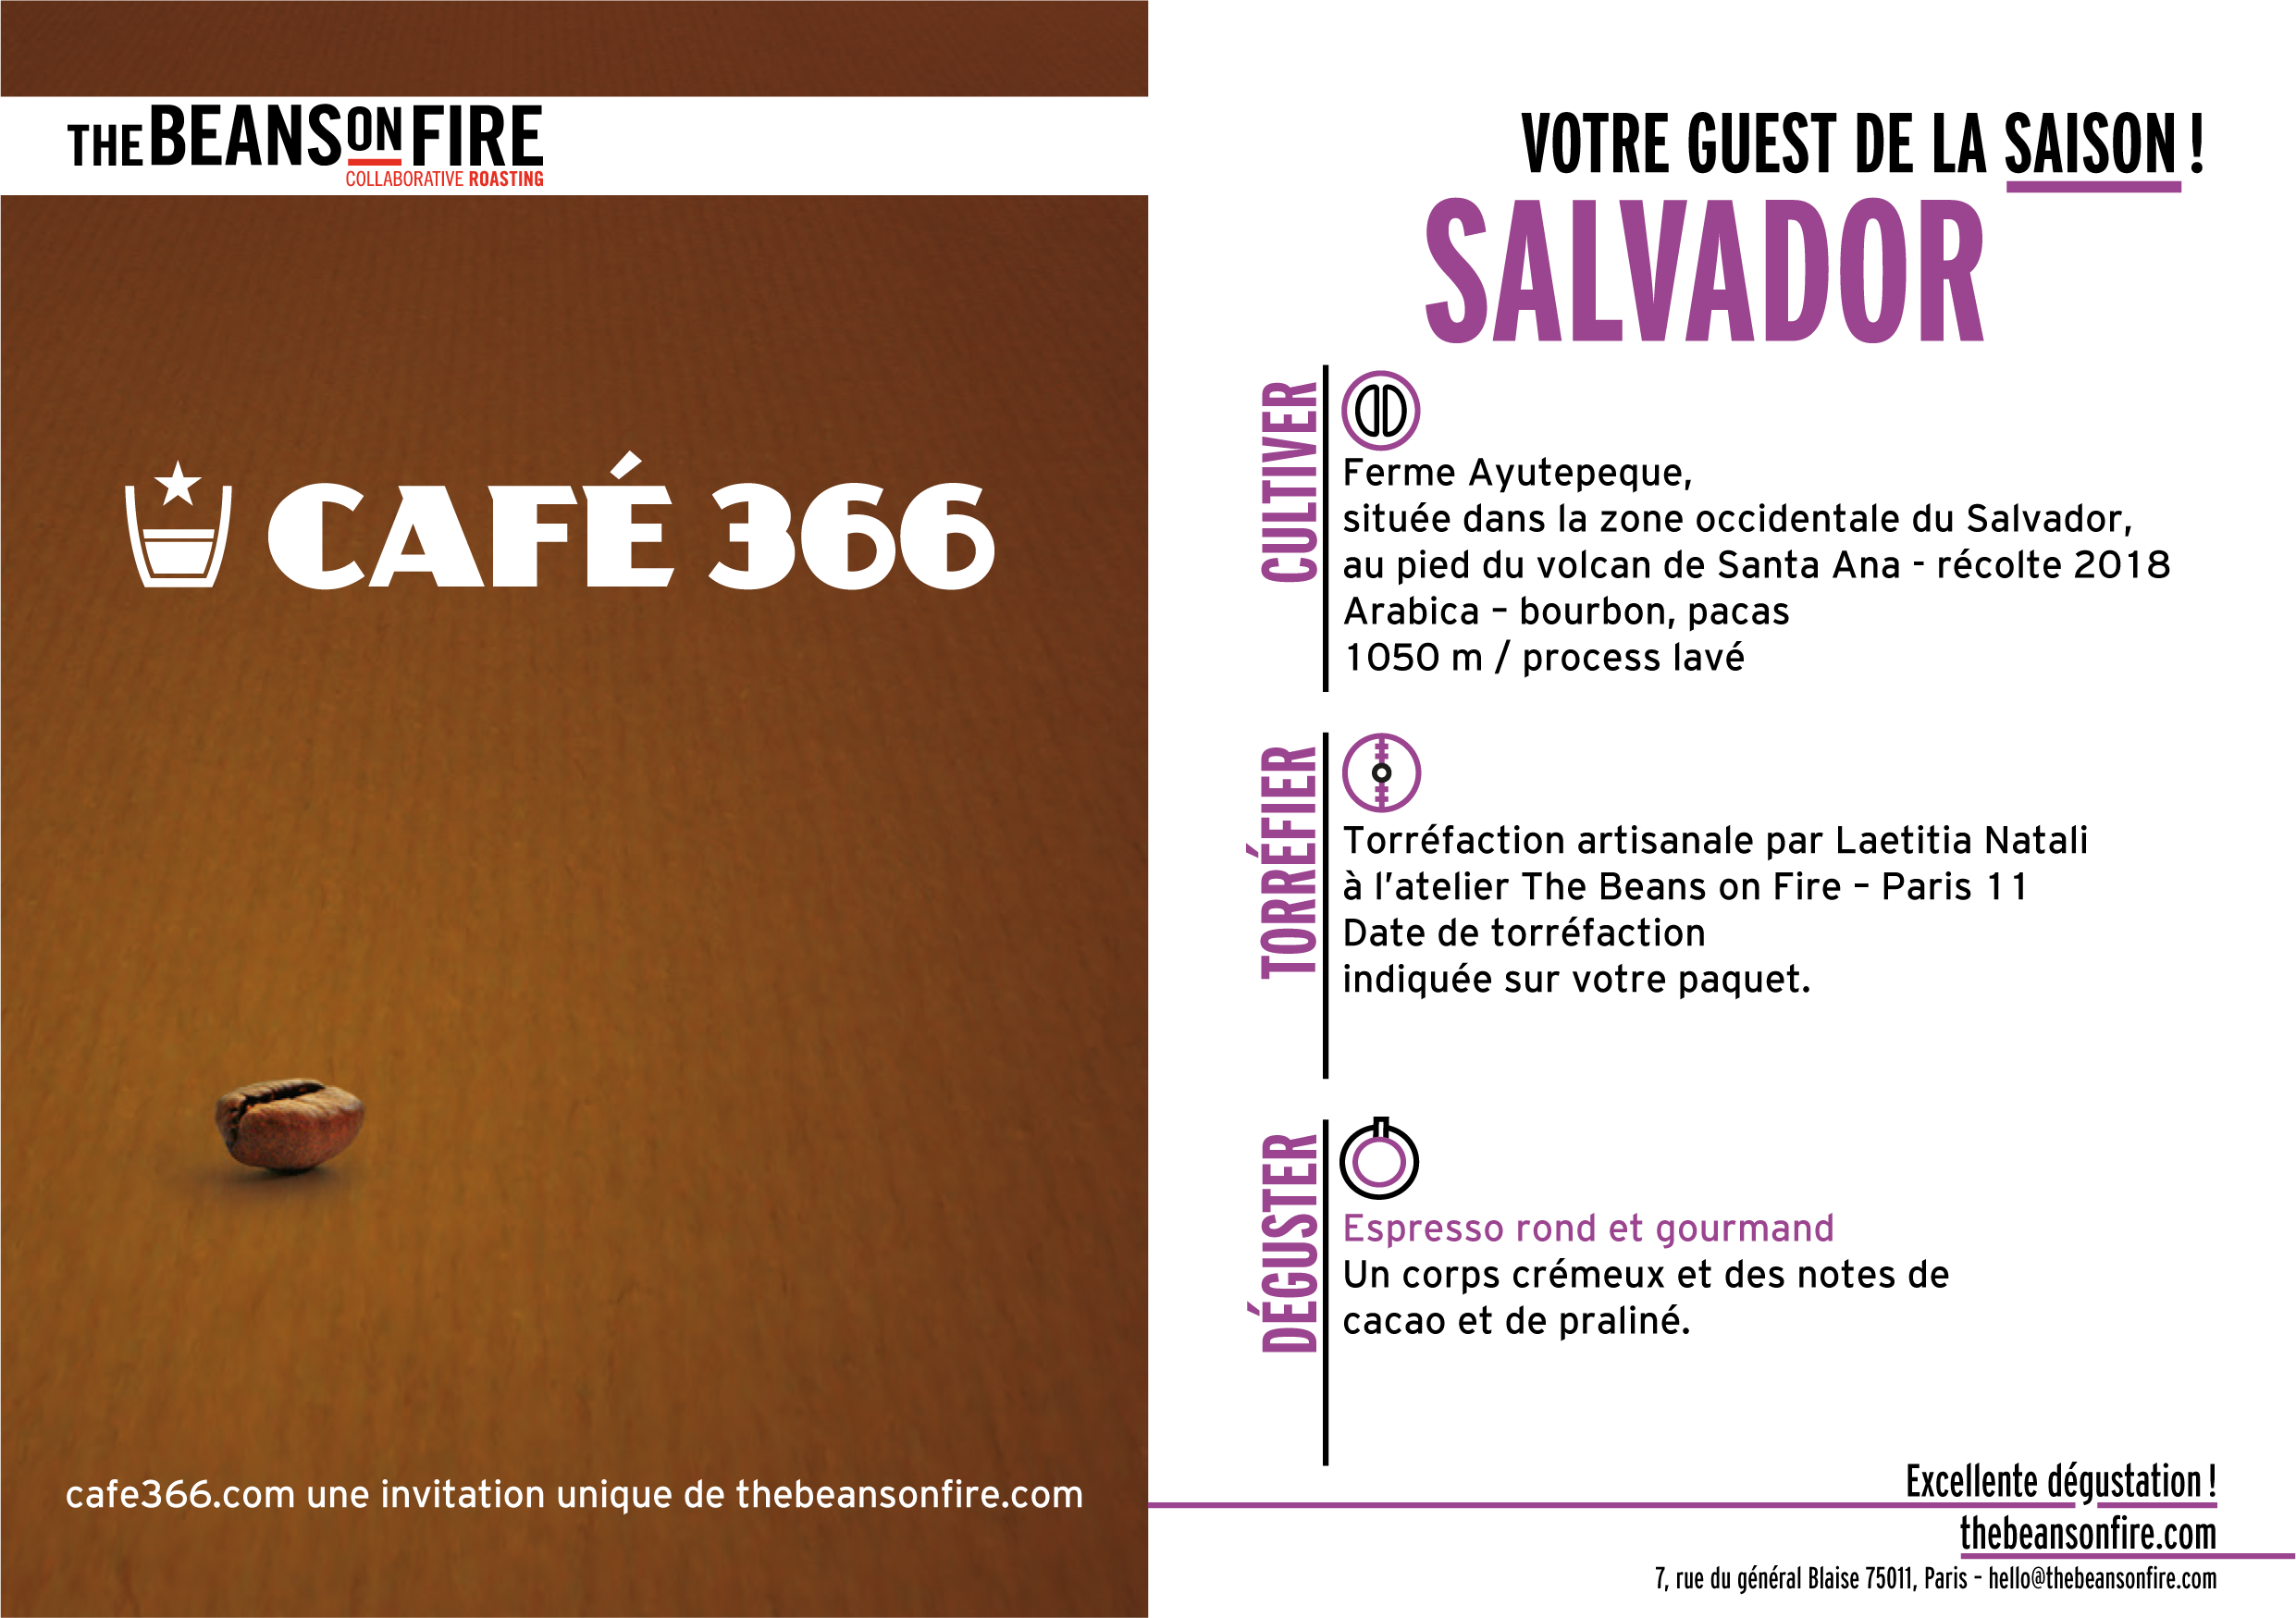 THE BEANS ON FIRE
COLLABORATIVE ROASTING
CAFÉ 366
cafe366.com une invitation unique de thebeansonfire.com
VOTRE GUEST DE LA SAISON !
SALVADOR
CULTIVER
Ferme Ayutepeque,
située dans la zone occidentale du Salvador,
au pied du volcan de Santa Ana - récolte 2018
Arabica – bourbon, pacas
1050 m / process lavé
TORRÉFIER
Torréfaction artisanale par Laetitia Natali
à l’atelier The Beans on Fire – Paris 11
Date de torréfaction
indiquée sur votre paquet.
DÉGUSTER
Espresso rond et gourmand
Un corps crémeux et des notes de
cacao et de praliné.
Excellente dégustation !
thebeansonfire.com
7, rue du général Blaise 75011, Paris - hello@thebeansonfire.com